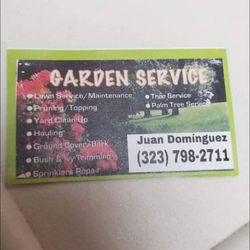 GARDEN SERVICE
Lawn Service/Maintenance
Pruning/Topping
Yard Clean Up
Hauling
Ground Cover/Bark
Bush & Ivy Trimming
Sprinklers Repair
Tree Service
Palm Tree Service
Juan Domínguez
(323) 798-2711